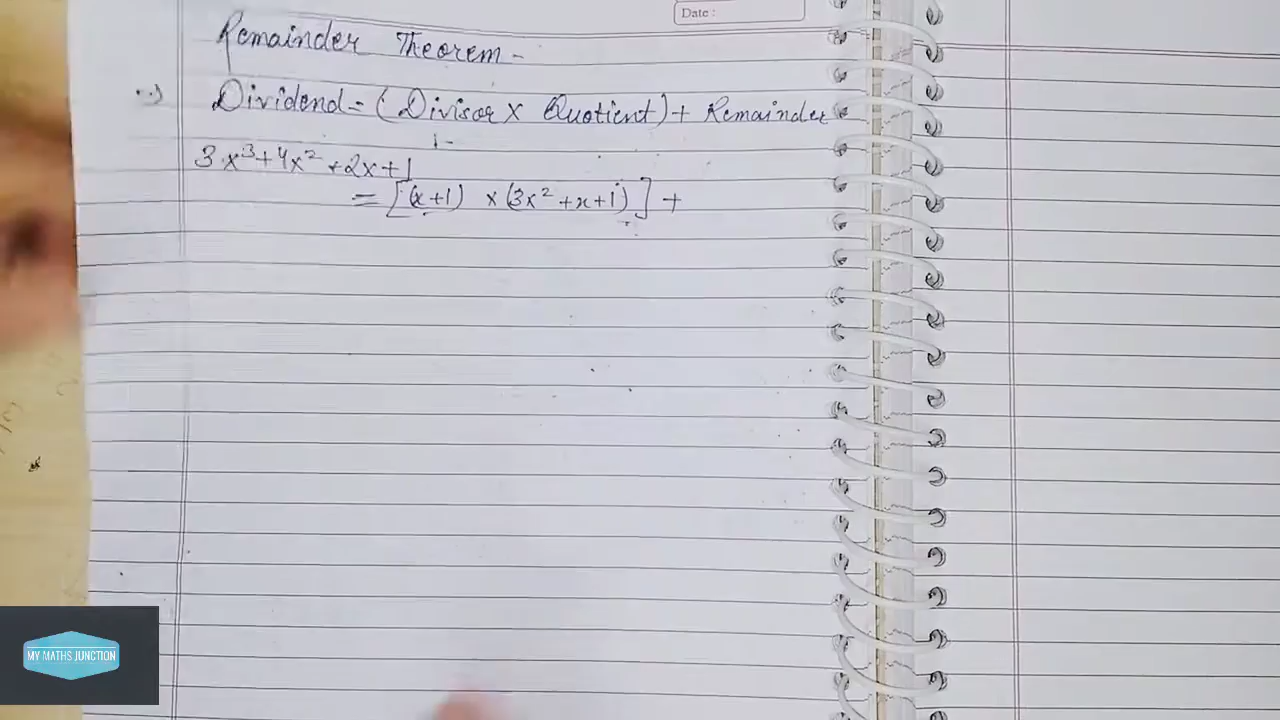 Date :
Remainder Theorem -
Dividend = (Divisor × Quotient) + Remainder
3x³+4x²+2x+1
= [(x+1) × (3x²+x+1)] +
MY MATHS JUNCTION